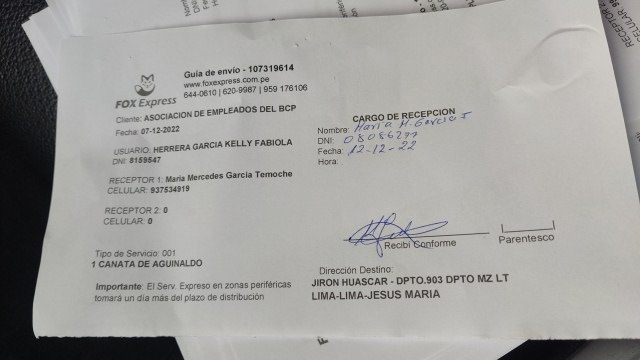 Guía de envío - 107319614
www.foxexpress.com.pe
644-0610 | 620-9987 | 959 176106
FOX Express
Cliente: ASOCIACION DE EMPLEADOS DEL BCP
Fecha: 07-12-2022
USUARIO: HERRERA GARCIA KELLY FABIOLA
DNI: 8159547
RECEPTOR 1: Maria Mercedes Garcia Temoche
CELULAR: 937534919
RECEPTOR 2: 0
CELULAR: 0
Tipo de Servicio: 001
1 CANATA DE AGUINALDO
Importante: El Serv. Expreso en zonas periféricas
tomará un día más del plazo de distribución
CARGO DE RECEPCION
Nombre: Maria M. Garcia T
DNI: 08086277
Fecha: 12-12-22
Hora:
Recibí Conforme
Parentesco
Dirección Destino:
JIRON HUASCAR - DPTO.903 DPTO MZ LT
LIMA-LIMA-JESUS MARIA